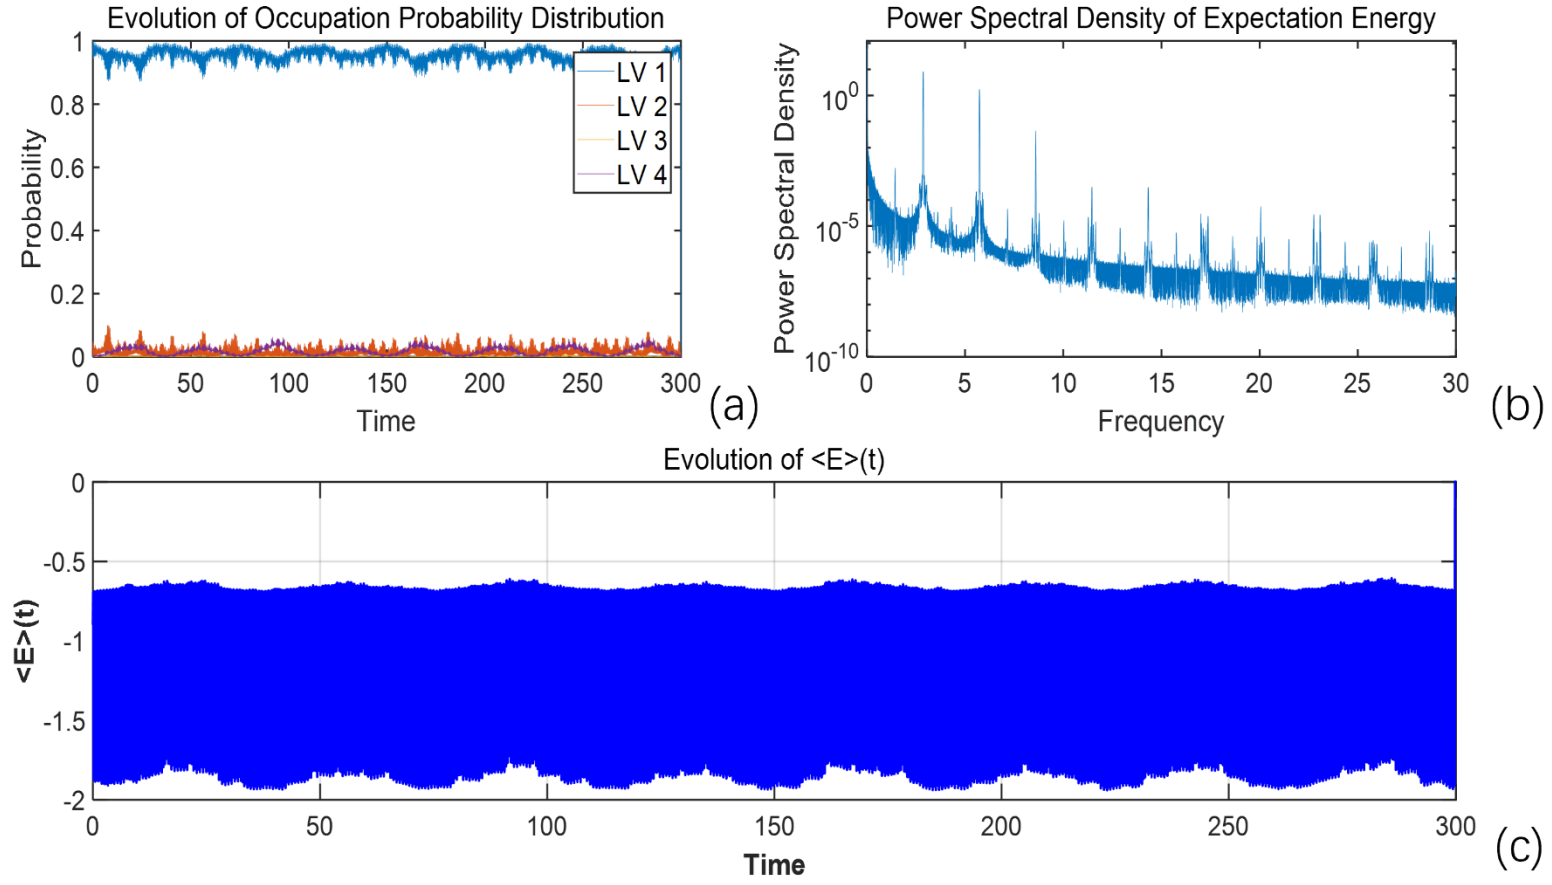 Evolution of Occupation Probability Distribution
Probability
1
0.8
0.6
0.4
0.2
0
LV 1
LV 2
LV 3
LV 4
0 50 100 150 200 250 300
Time
(a)
Power Spectral Density of Expectation Energy
Power Spectral Density
10^0
10^-5
10^-10
0 5 10 15 20 25 30
Frequency
(b)
Evolution of <E>(t)
<E>(t)
0
-0.5
-1
-1.5
-2
0 50 100 150 200 250 300
Time
(c)